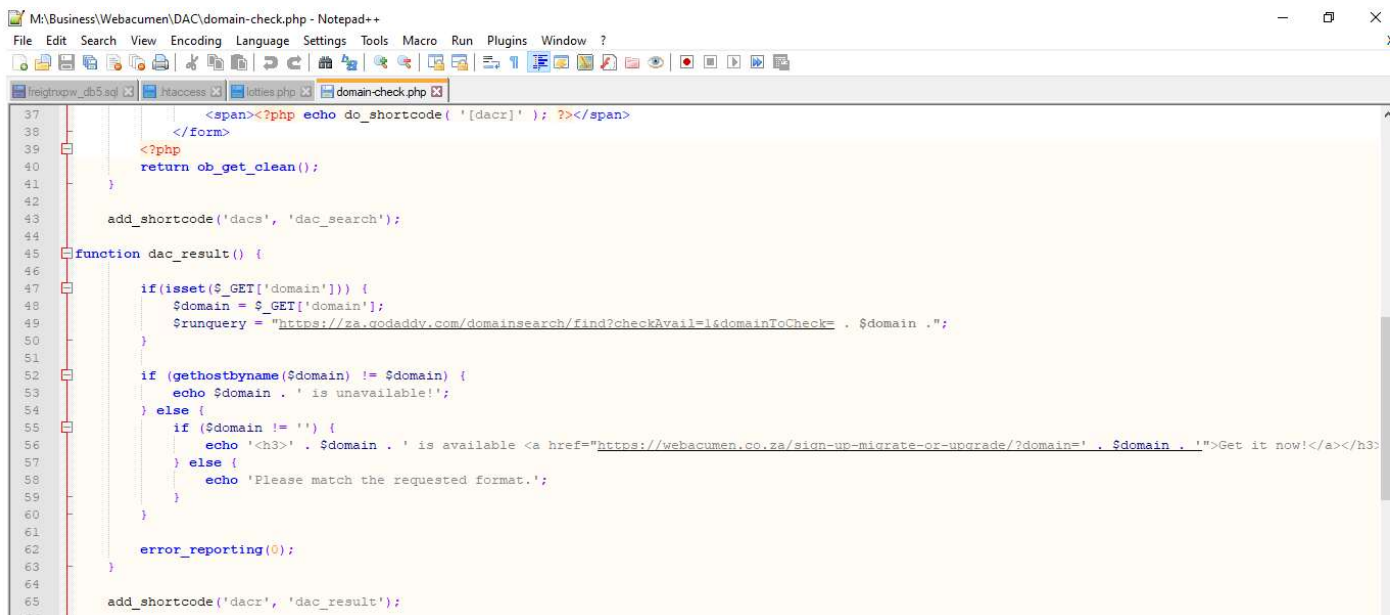 M:\Business\Webacumen\DAC\domain-check.php - Notepad++
File Edit Search View Encoding Language Settings Tools Macro Run Plugins Window ?
freigtnxpw_db5.sql .htaccess lotties.php domain-check.php
37 <span><?php echo do_shortcode( '[dacr]' ); ?></span>
38 </form>
39 <?php
40 return ob_get_clean();
41 }
42
43 add_shortcode('dacs', 'dac_search');
44
45 function dac_result() {
46
47 if(isset($_GET['domain'])) {
48 $domain = $_GET['domain'];
49 $runquery = "https://za.godaddy.com/domainsearch/find?checkAvail=1&domainToCheck= . $domain .";
50 }
51
52 if (gethostbyname($domain) != $domain) {
53 echo $domain . ' is unavailable!';
54 } else {
55 if ($domain != '') {
56 echo '<h3>' . $domain . ' is available <a href="https://webacumen.co.za/sign-up-migrate-or-upgrade/?domain=' . $domain . '">Get it now!</a></h3>
57 } else {
58 echo 'Please match the requested format.';
59 }
60 }
61
62 error_reporting(0);
63 }
64
65 add_shortcode('dacr', 'dac_result');